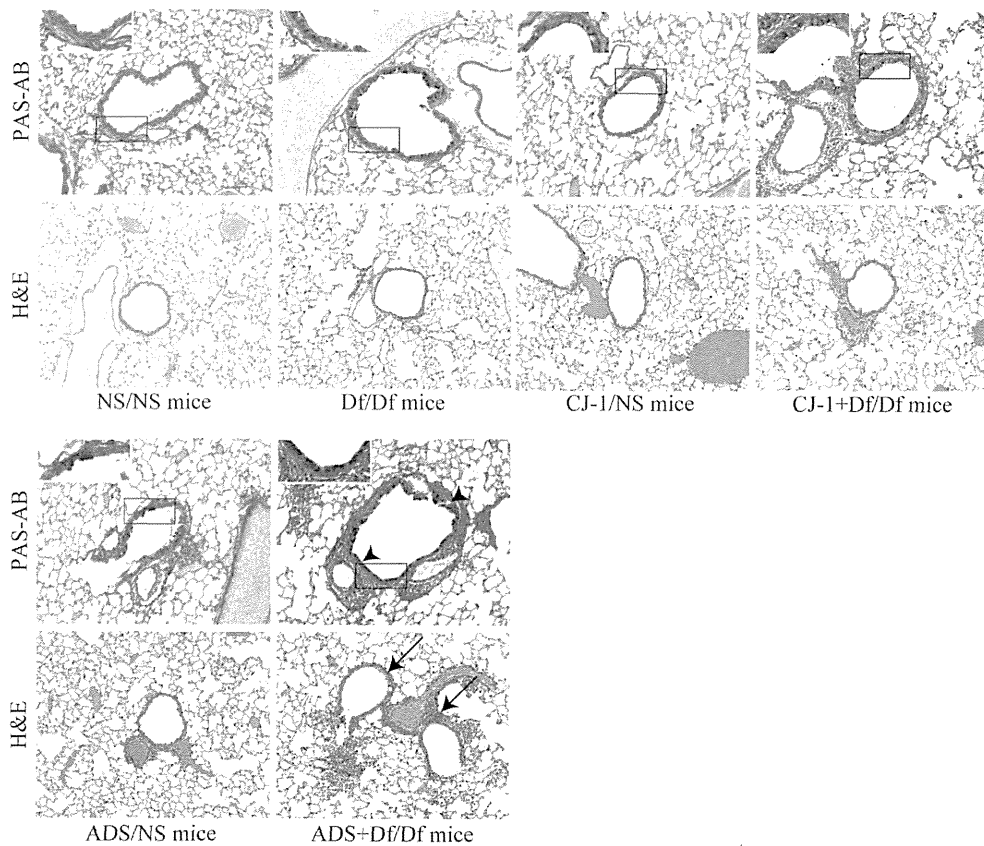 PAS-AB
H&E
NS/NS mice
Df/Df mice
CJ-1/NS mice
CJ-1+Df/Df mice
PAS-AB
H&E
ADS/NS mice
ADS+Df/Df mice